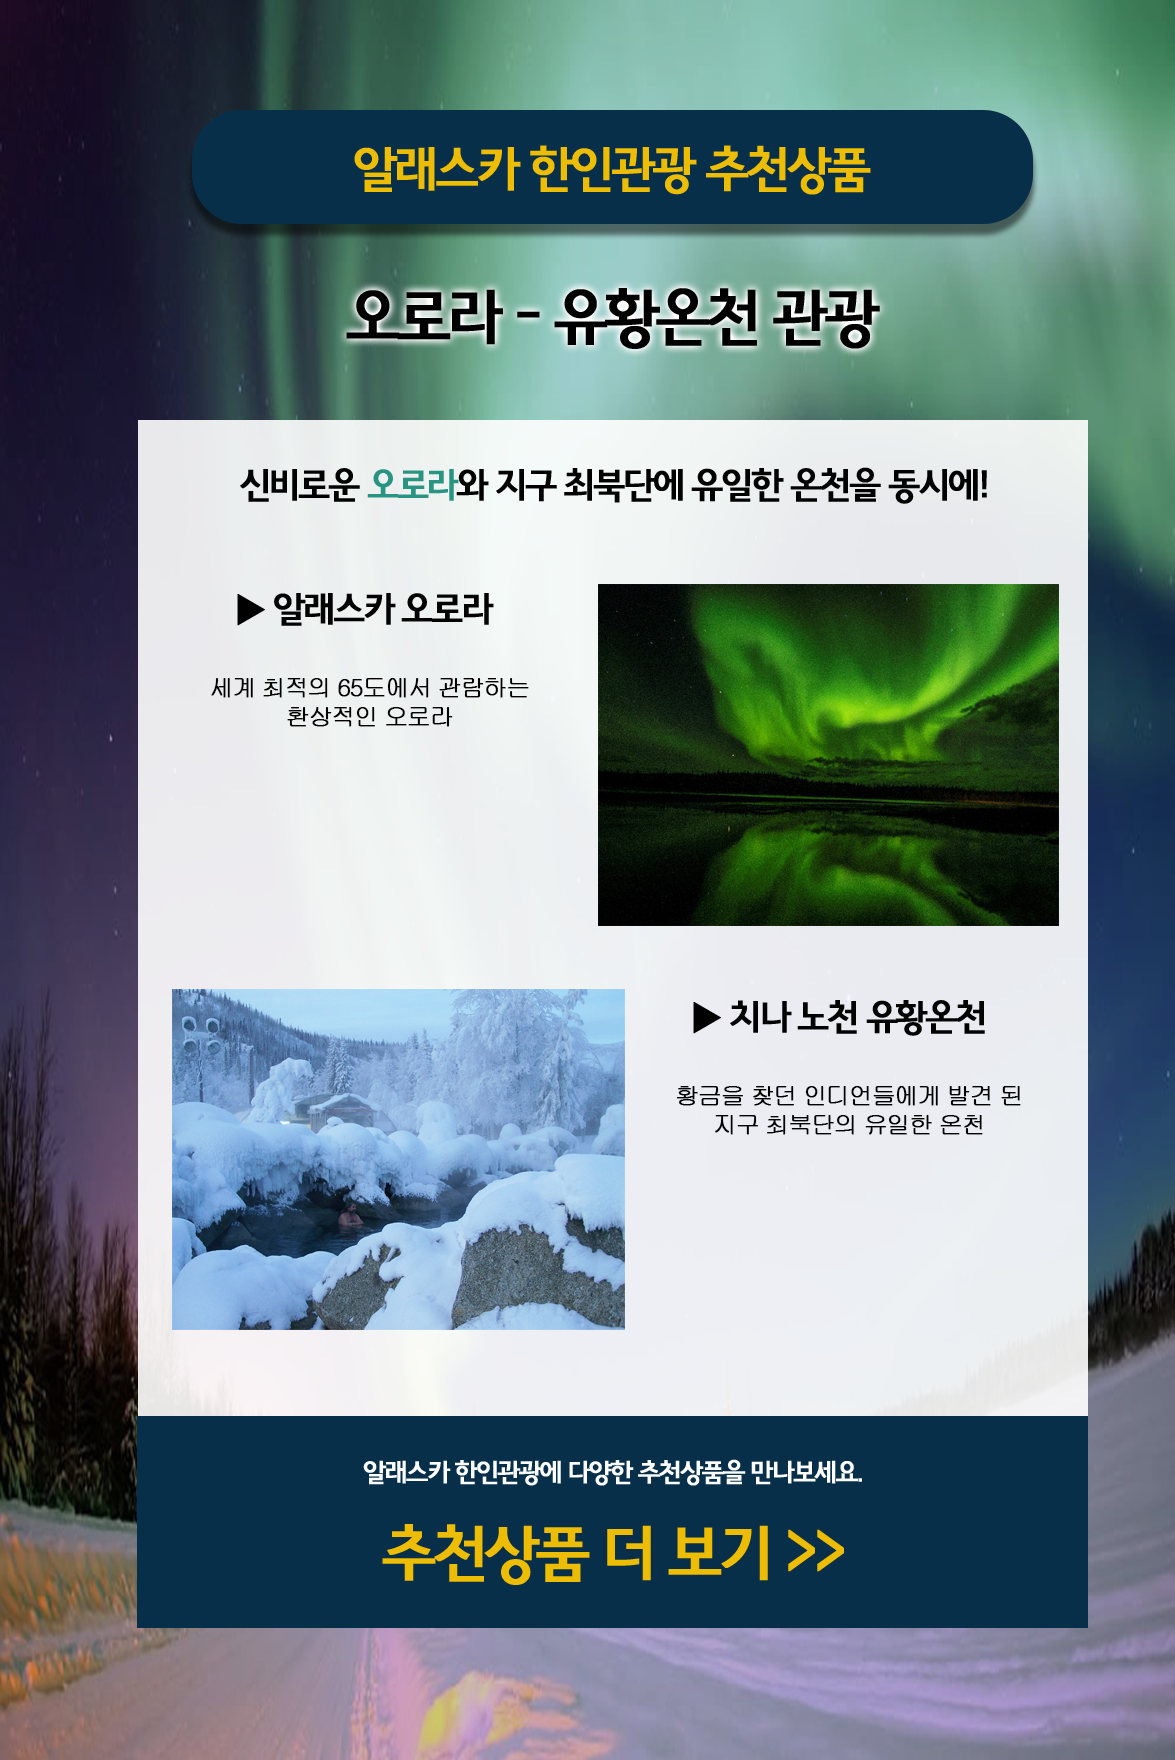 알래스카 한인관광 추천상품
오로라 - 유황온천 관광
신비로운 오로라와 지구 최북단에 유일한 온천을 동시에!
▶ 알래스카 오로라
세계 최적의 65도에서 관람하는
환상적인 오로라
▶ 치나 노천 유황온천
황금을 찾던 인디언들에게 발견 된
지구 최북단의 유일한 온천
알래스카 한인관광에 다양한 추천상품을 만나보세요.
추천상품 더 보기 >>